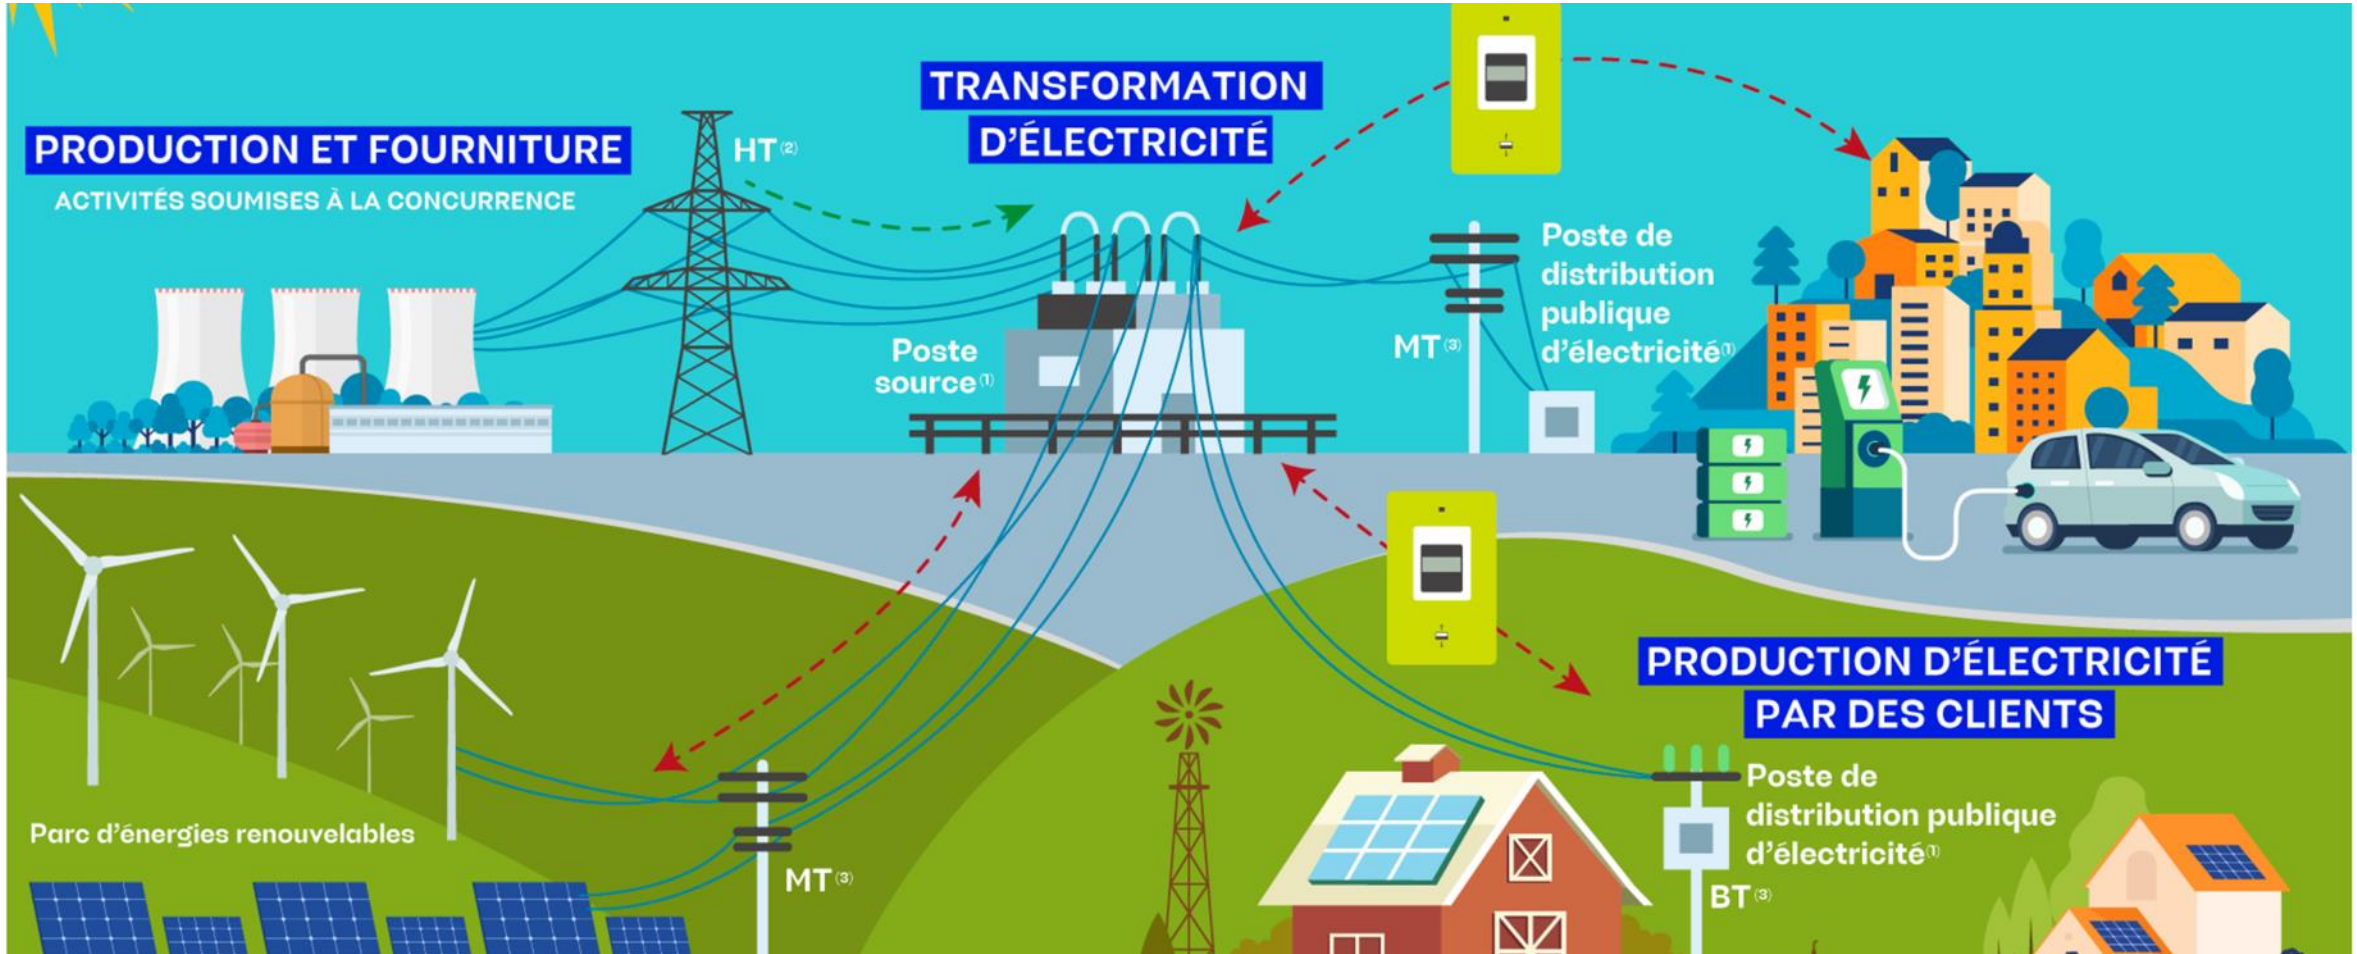 PRODUCTION ET FOURNITURE
ACTIVITÉS SOUMISES À LA CONCURRENCE
HT (2)
TRANSFORMATION
D'ÉLECTRICITÉ
Poste
source (1)
MT (3)
Poste de
distribution
publique
d'électricité (1)
Parc d'énergies renouvelables
MT (3)
PRODUCTION D'ÉLECTRICITÉ
PAR DES CLIENTS
Poste de
distribution publique
d'électricité (1)
BT (3)